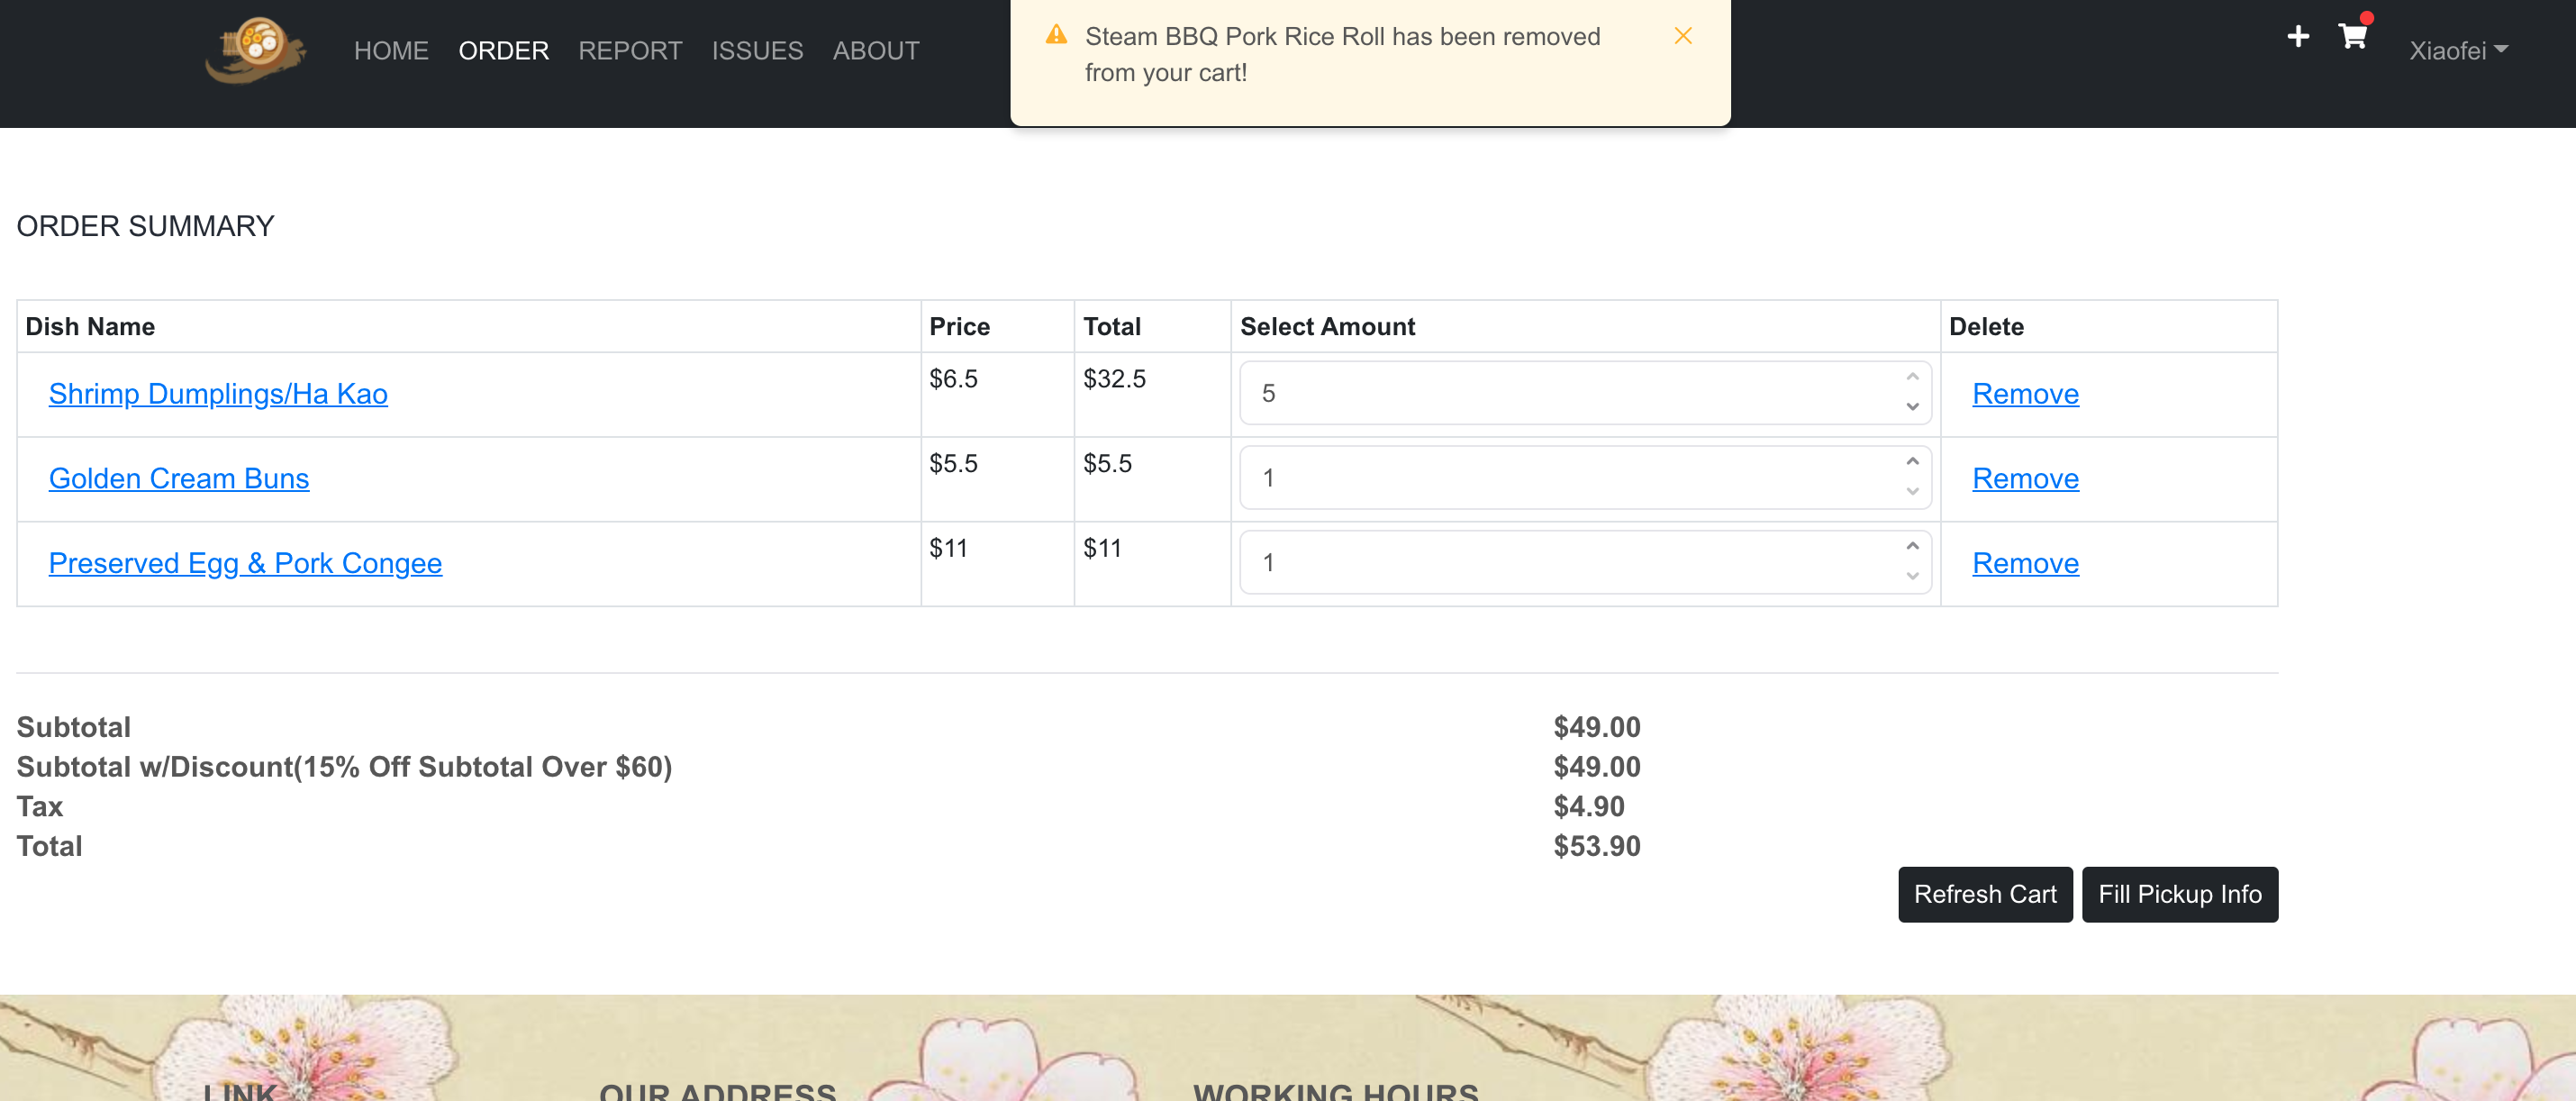 HOME ORDER REPORT ISSUES ABOUT
Steam BBQ Pork Rice Roll has been removed
from your cart!
Xiaofei
ORDER SUMMARY
Dish Name Price Total Select Amount Delete
Shrimp Dumplings/Ha Kao $6.5 $32.5 5 Remove
Golden Cream Buns $5.5 $5.5 1 Remove
Preserved Egg & Pork Congee $11 $11 1 Remove
Subtotal $49.00
Subtotal w/Discount(15% Off Subtotal Over $60) $49.00
Tax $4.90
Total $53.90
Refresh Cart Fill Pickup Info
LINK OUR ADDRESS WORKING HOURS